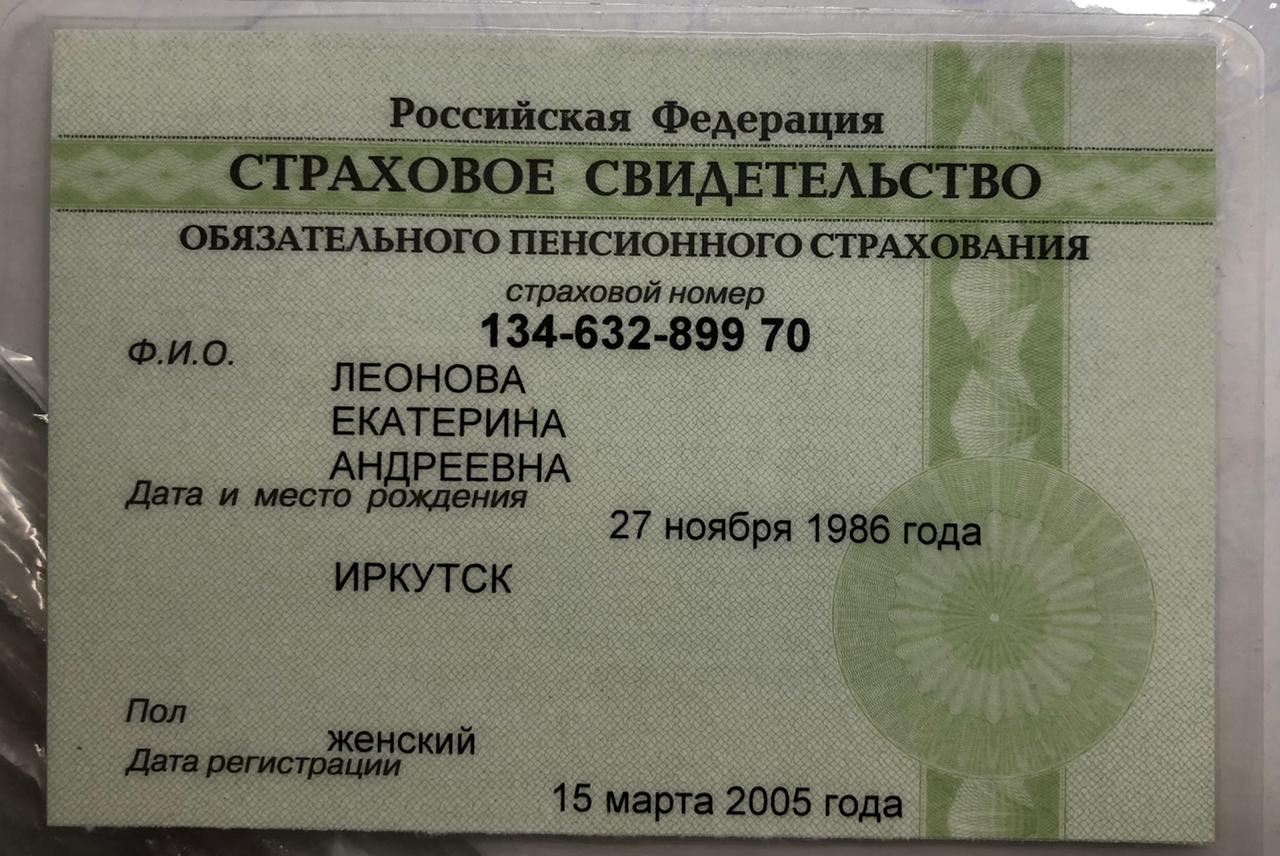 Российская Федерация
СТРАХОВОЕ СВИДЕТЕЛЬСТВО
ОБЯЗАТЕЛЬНОГО ПЕНСИОННОГО СТРАХОВАНИЯ
страховой номер
134-632-899 70
Ф.И.О.
ЛЕОНОВА
ЕКАТЕРИНА
АНДРЕЕВНА
Дата и место рождения
27 ноября 1986 года
ИРКУТСК
Пол
женский
Дата регистрации
15 марта 2005 года